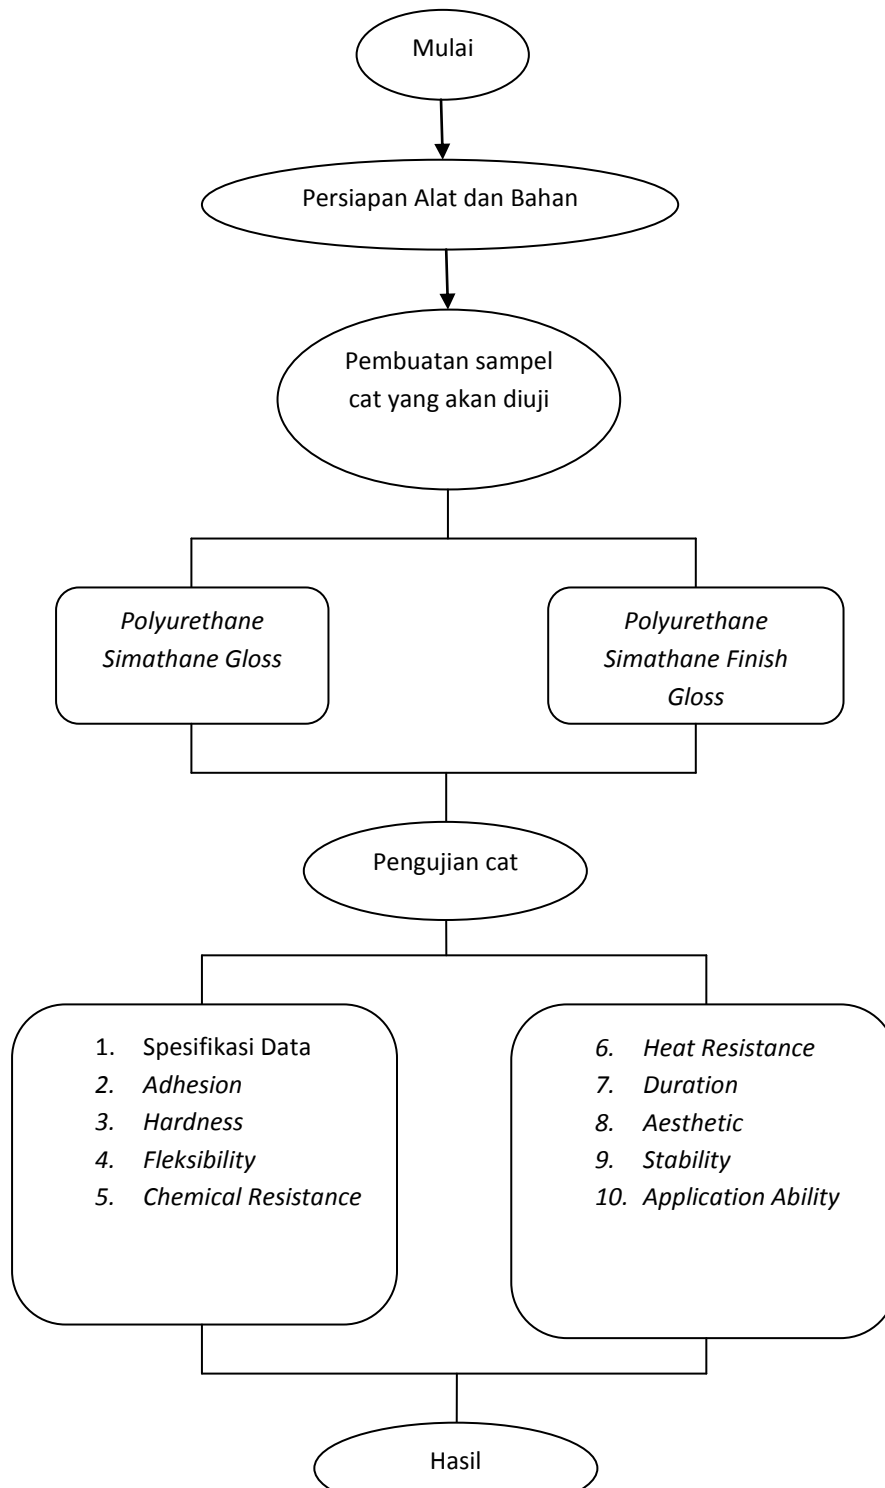 Mulai
Persiapan Alat dan Bahan
Pembuatan sampel
cat yang akan diuji
Polyurethane
Simathane Gloss
Polyurethane
Simathane Finish
Gloss
Pengujian cat
1. Spesifikasi Data
2. Adhesion
3. Hardness
4. Fleksibility
5. Chemical Resistance
6. Heat Resistance
7. Duration
8. Aesthetic
9. Stability
10. Application Ability
Hasil